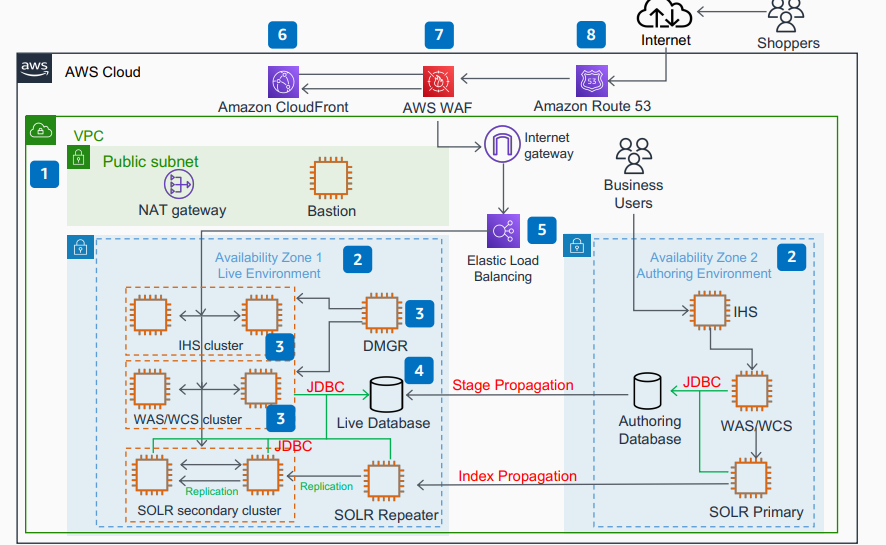 Internet
Shoppers
6
7
8
aws
AWS Cloud
53
Amazon CloudFront
AWS WAF
Amazon Route 53
VPC
1
Public subnet
NAT gateway
Bastion
Internet
gateway
Business
Users
5
Elastic Load
Balancing
Availability Zone 1
Live Environment
2
Availability Zone 2
Authoring Environment
2
IHS cluster
3
DMGR
3
IHS
WAS/WCS cluster
3
JDBC
4
Live Database
Stage Propagation
Authoring
Database
JDBC
WAS/WCS
JDBC
Replication
SOLR secondary cluster
Replication
SOLR Repeater
Index Propagation
SOLR Primary